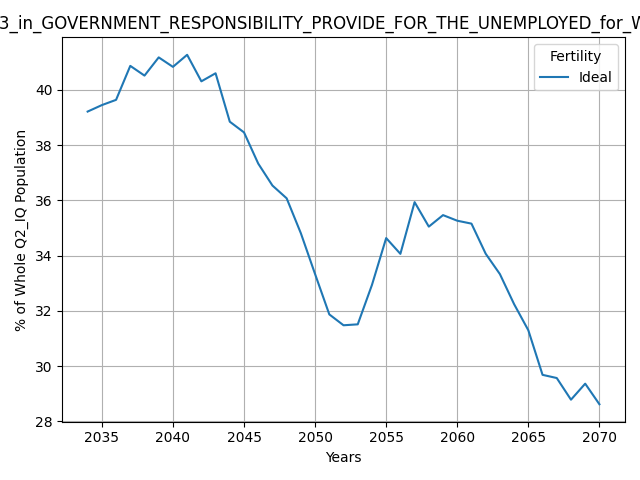 3_in_GOVERNMENT_RESPONSIBILITY_PROVIDE_FOR_THE_UNEMPLOYED_for_W
Fertility
Ideal
% of Whole Q2_IQ Population
40
38
36
34
32
30
28
2035 2040 2045 2050 2055 2060 2065 2070
Years